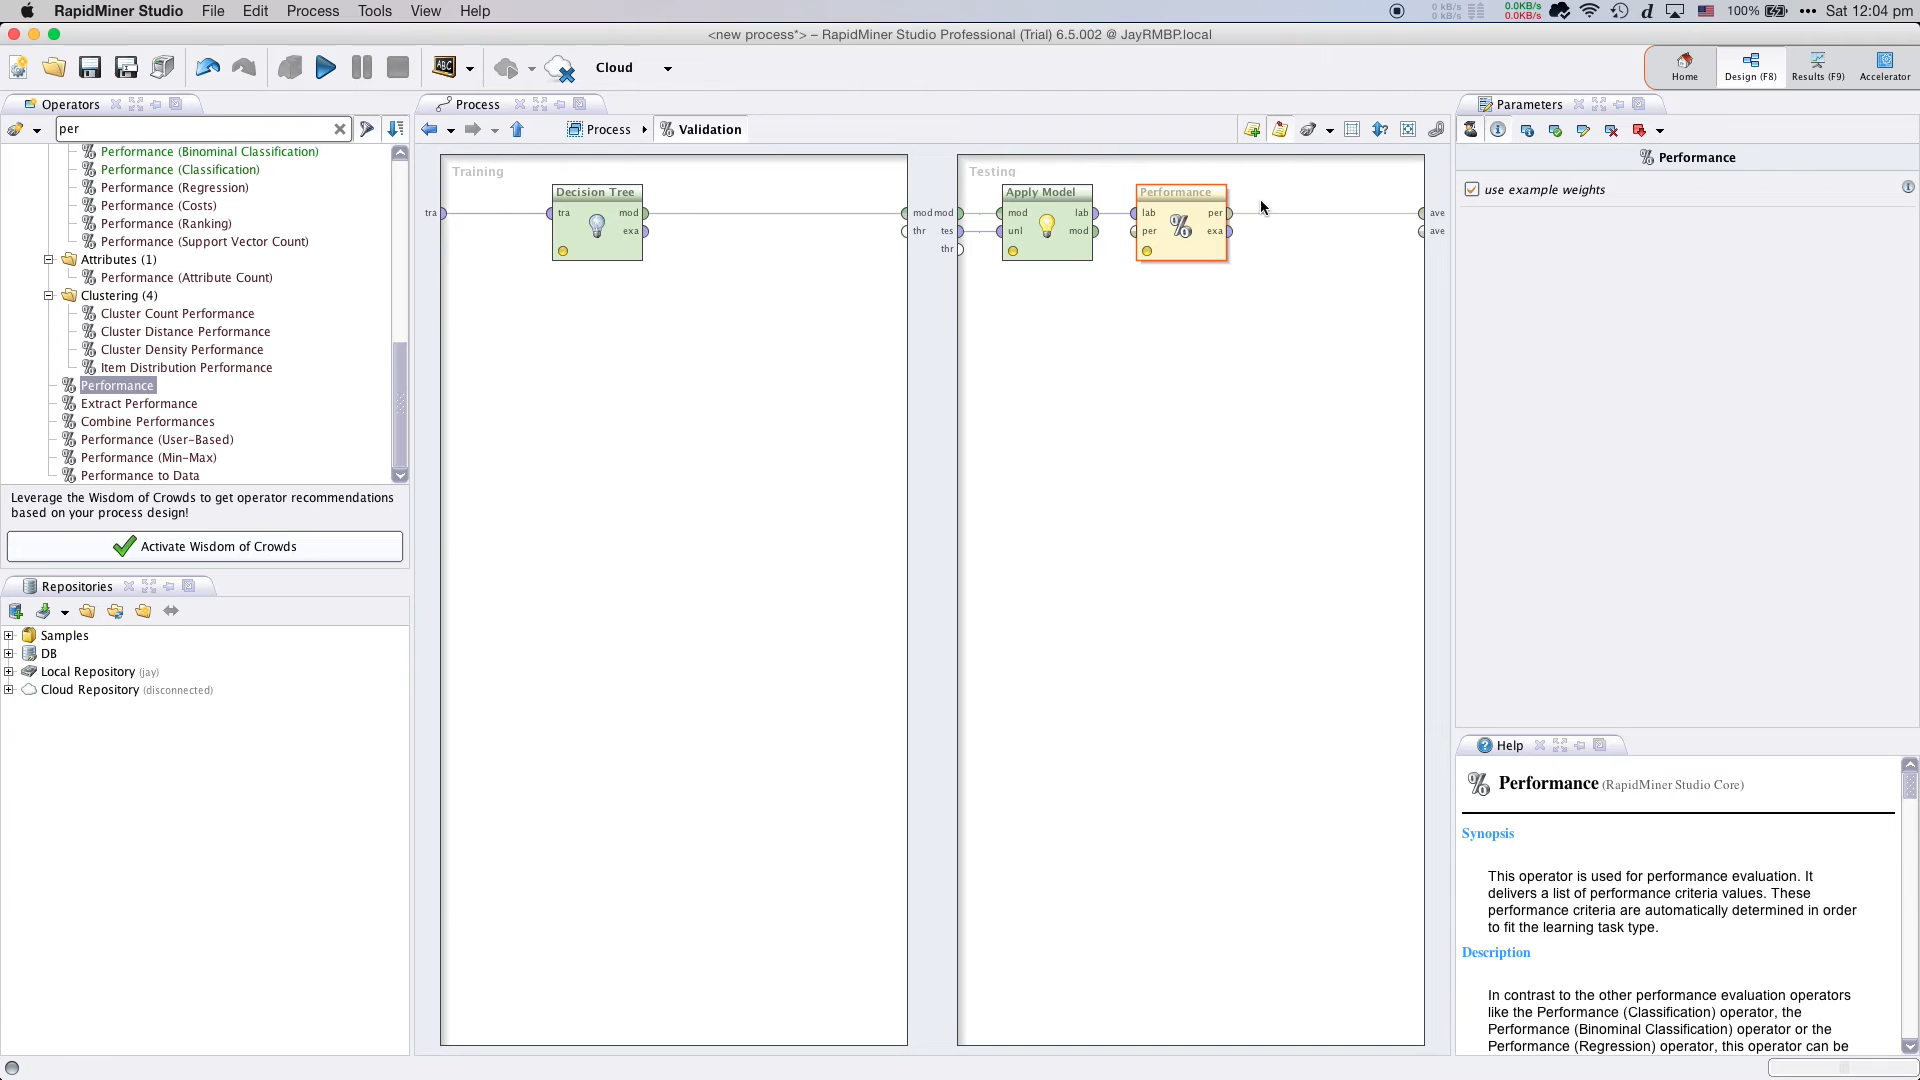 RapidMiner Studio File Edit Process Tools View Help
0 kB/s
0 kB/s
0.0KB/s
0.0KB/s
100% Sat 12:04 pm
<new process*> – RapidMiner Studio Professional (Trial) 6.5.002 @ JayRMBP.local
ABC
Cloud
Home
Design (F8)
Results (F9)
Accelerator
Operators
per
Performance (Binominal Classification)
Performance (Classification)
Performance (Regression)
Performance (Costs)
Performance (Ranking)
Performance (Support Vector Count)
Attributes (1)
Performance (Attribute Count)
Clustering (4)
Cluster Count Performance
Cluster Distance Performance
Cluster Density Performance
Item Distribution Performance
Performance
Extract Performance
Combine Performances
Performance (User-Based)
Performance (Min-Max)
Performance to Data
Leverage the Wisdom of Crowds to get operator recommendations
based on your process design!
Activate Wisdom of Crowds
Repositories
Samples
DB
Local Repository (jay)
Cloud Repository (disconnected)
Process
Process Validation
Training
Decision Tree
tra tra mod mod
exa thr
Testing
Apply Model
Performance
mod mod lab lab per ave
tes unl mod per exa ave
thr
Parameters
Performance
use example weights
Help
Performance (RapidMiner Studio Core)
Synopsis
This operator is used for performance evaluation. It
delivers a list of performance criteria values. These
performance criteria are automatically determined in order
to fit the learning task type.
Description
In contrast to the other performance evaluation operators
like the Performance (Classification) operator, the
Performance (Binominal Classification) operator or the
Performance (Regression) operator, this operator can be